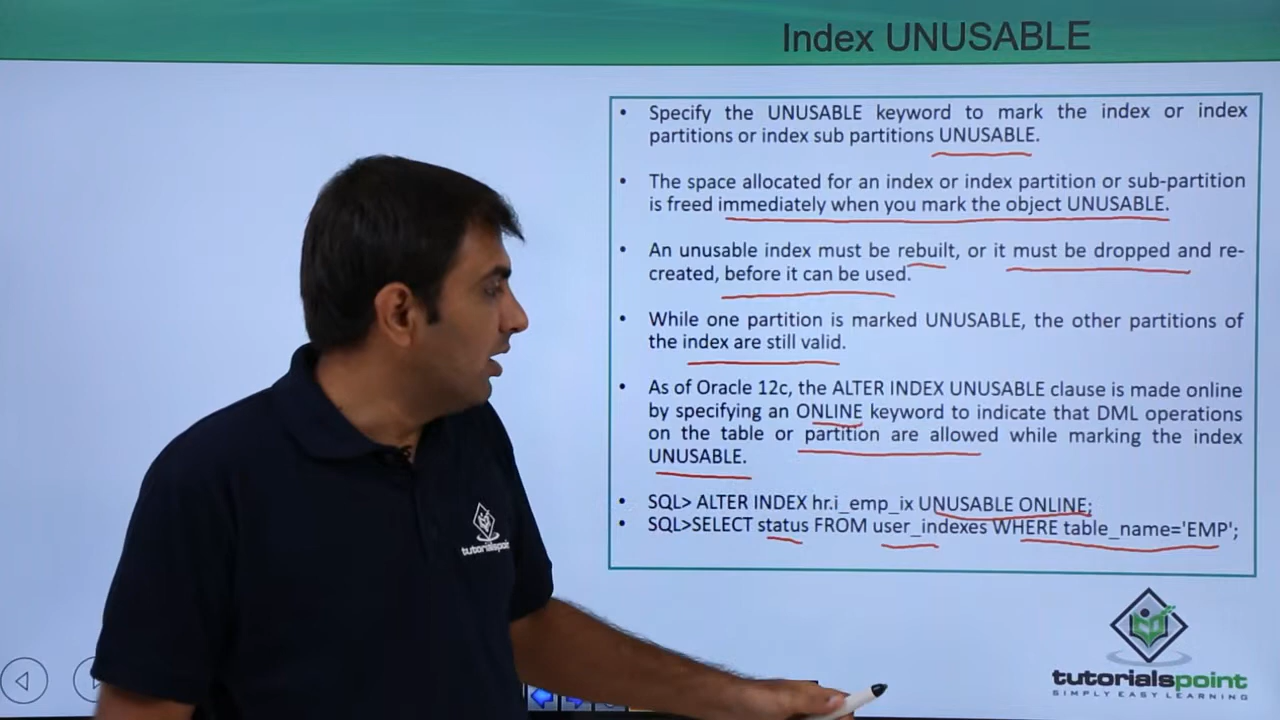 Index UNUSABLE
• Specify the UNUSABLE keyword to mark the index or index
partitions or index sub partitions UNUSABLE.
• The space allocated for an index or index partition or sub-partition
is freed immediately when you mark the object UNUSABLE.
• An unusable index must be rebuilt, or it must be dropped and re-
created, before it can be used.
• While one partition is marked UNUSABLE, the other partitions of
the index are still valid.
• As of Oracle 12c, the ALTER INDEX UNUSABLE clause is made online
by specifying an ONLINE keyword to indicate that DML operations
on the table or partition are allowed while marking the index
UNUSABLE.
• SQL> ALTER INDEX hr.i_emp_ix UNUSABLE ONLINE;
• SQL>SELECT status FROM user_indexes WHERE table_name='EMP';
tutorialspoint
tutorialspoint
SIMPLY EASY LEARNING